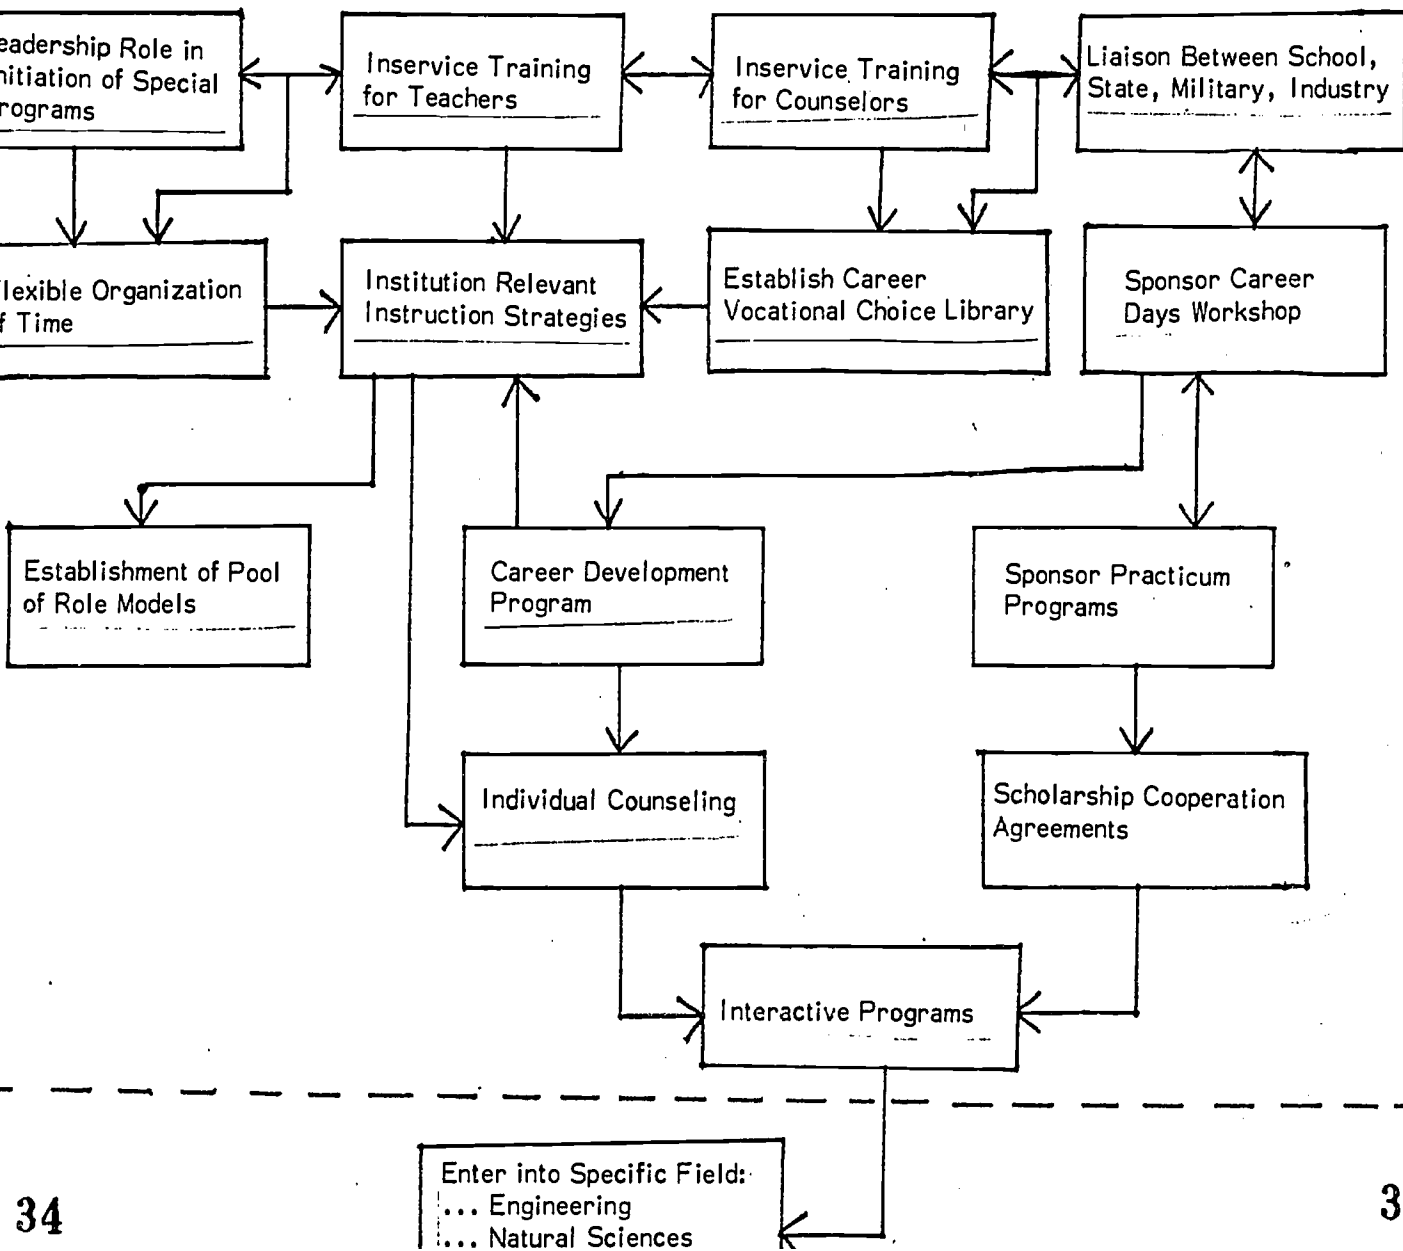 eadership Role in
nitiation of Special
rograms
Inservice Training
for Teachers
Inservice Training
for Counselors
Liaison Between School,
State, Military, Industry
lexible Organization
f Time
Institution Relevant
Instruction Strategies
Establish Career
Vocational Choice Library
Sponsor Career
Days Workshop
Establishment of Pool
of Role Models
Career Development
Program
Sponsor Practicum
Programs
Individual Counseling
Scholarship Cooperation
Agreements
Interactive Programs
Enter into Specific Field:
... Engineering
... Natural Sciences
34
3